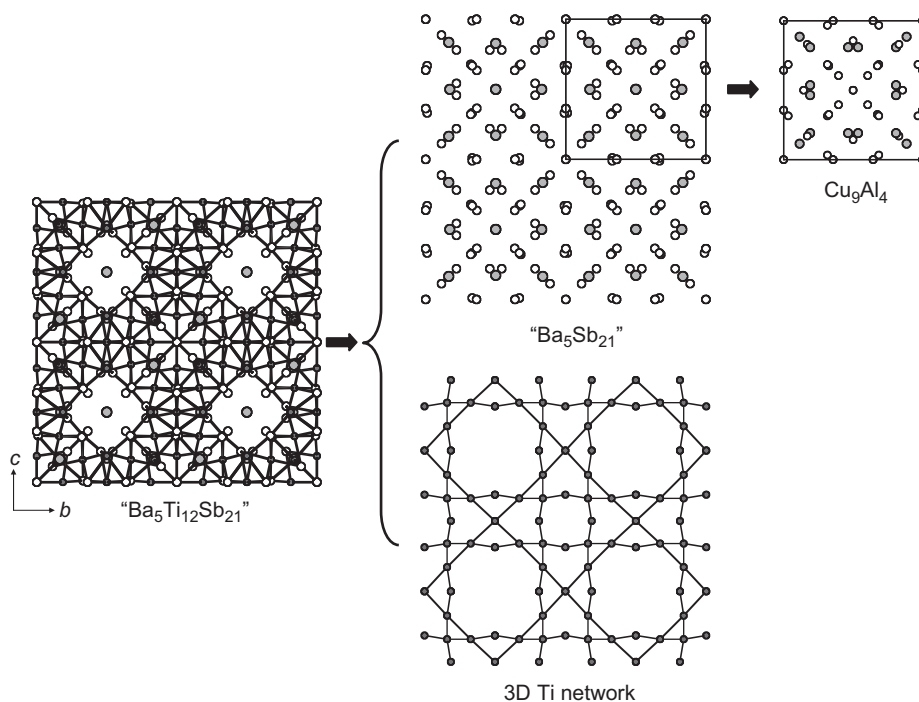 Cu₉Al₄
“Ba₅Sb₂₁”
c
b
“Ba₅Ti₁₂Sb₂₁”
3D Ti network